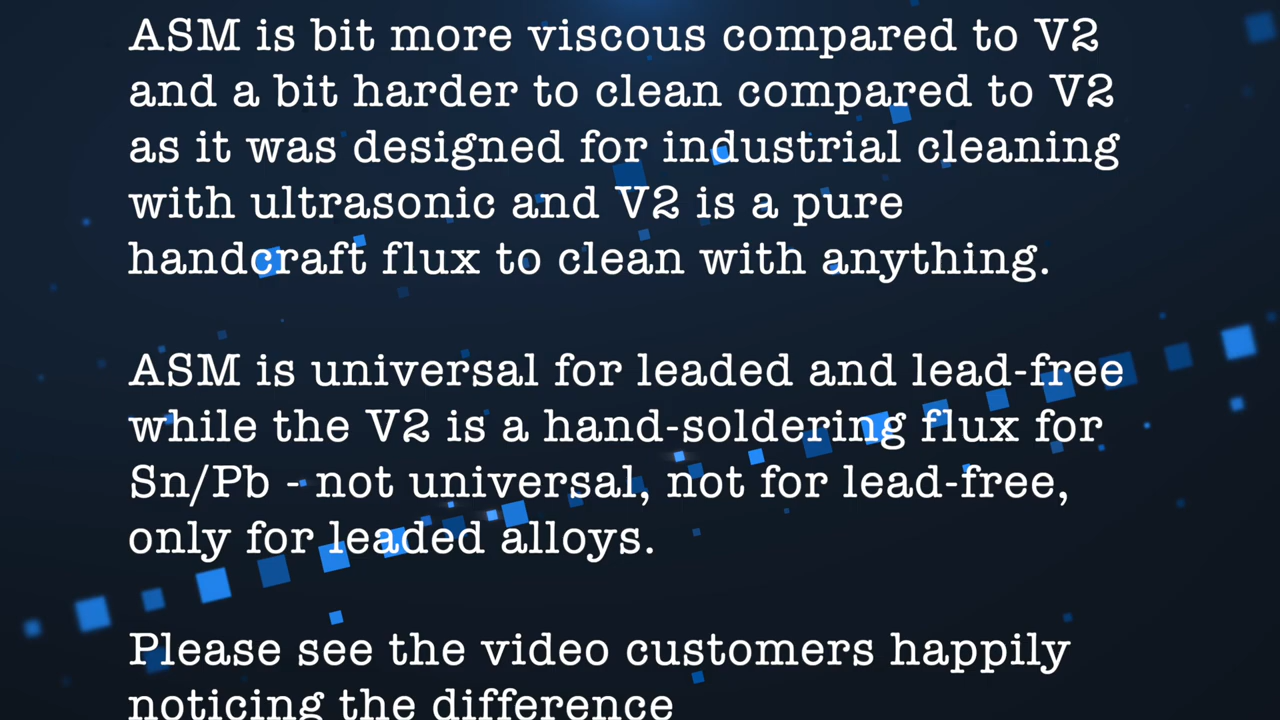 ASM is bit more viscous compared to V2
and a bit harder to clean compared to V2
as it was designed for industrial cleaning
with ultrasonic and V2 is a pure
handcraft flux to clean with anything.
ASM is universal for leaded and lead-free
while the V2 is a hand-soldering flux for
Sn/Pb - not universal, not for lead-free,
only for leaded alloys.
Please see the video customers happily
noticing the difference